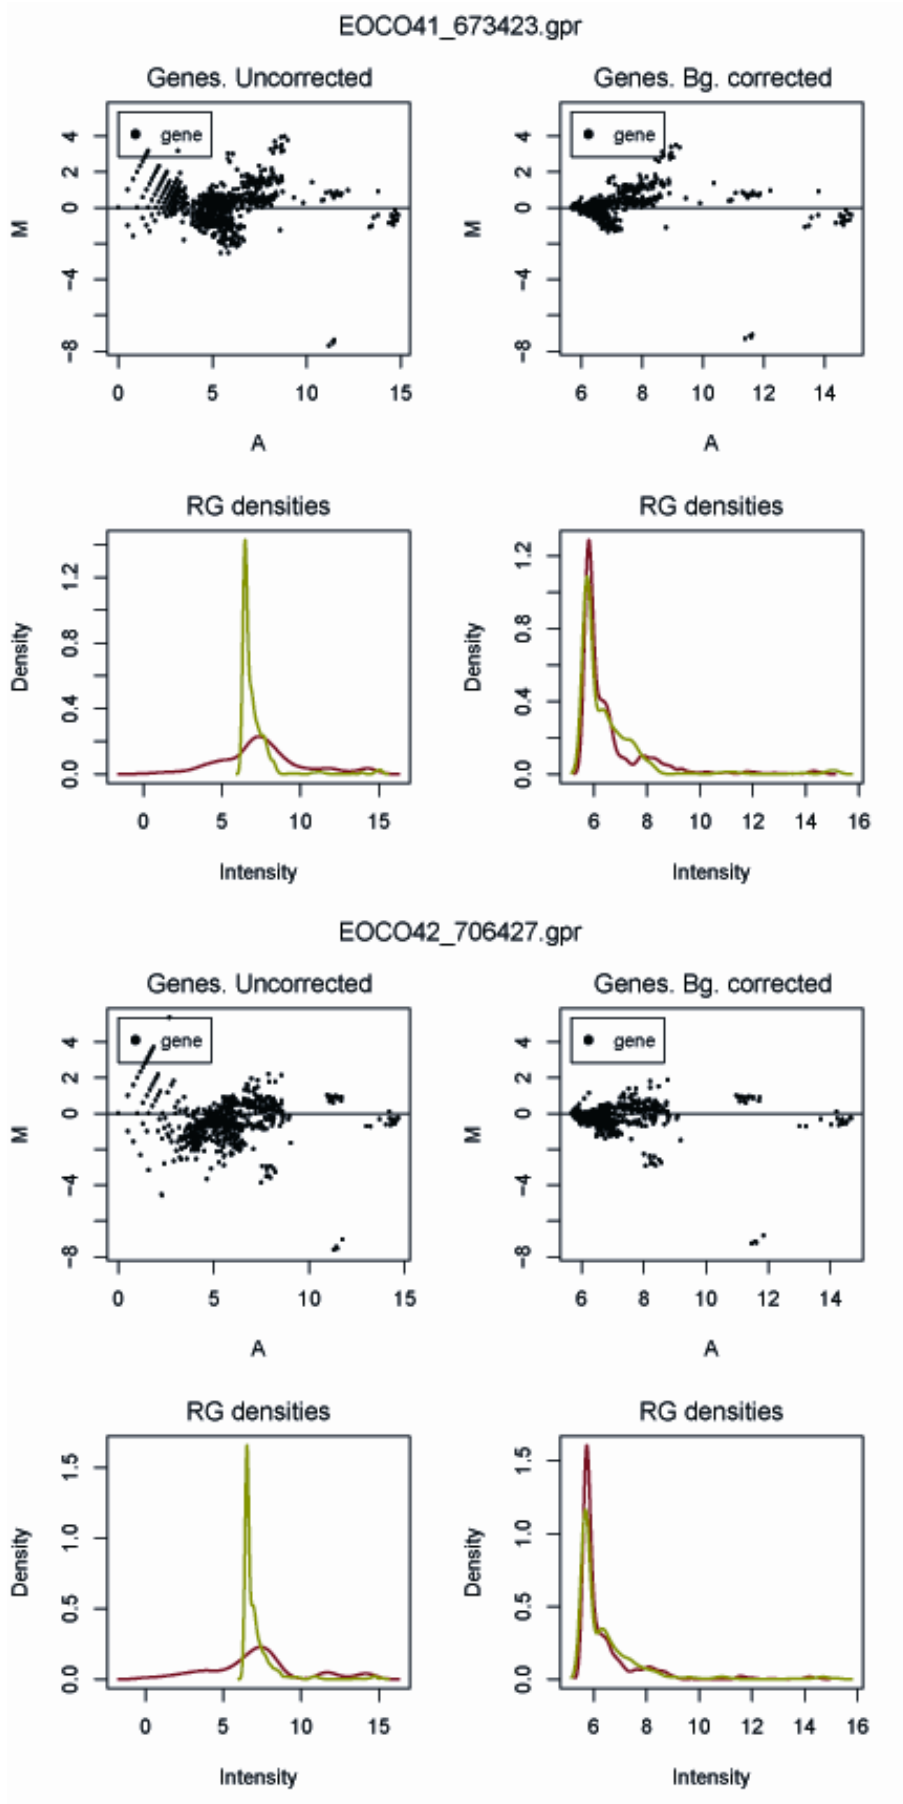 EOCO41_673423.gpr
Genes. Uncorrected
Genes. Bg. corrected
gene
gene
M
4
2
0
−4
−8
M
4
2
0
−4
−8
0 5 10 15
6 8 10 12 14
A
A
RG densities
RG densities
Density
1.2
0.8
0.4
0.0
Density
1.2
0.8
0.4
0.0
0 5 10 15
6 8 10 12 14 16
Intensity
Intensity
EOCO42_706427.gpr
Genes. Uncorrected
Genes. Bg. corrected
gene
gene
M
4
2
0
−4
−8
M
4
2
0
−4
−8
0 5 10 15
6 8 10 12 14
A
A
RG densities
RG densities
Density
1.5
1.0
0.5
0.0
Density
1.5
1.0
0.5
0.0
0 5 10 15
6 8 10 12 14 16
Intensity
Intensity